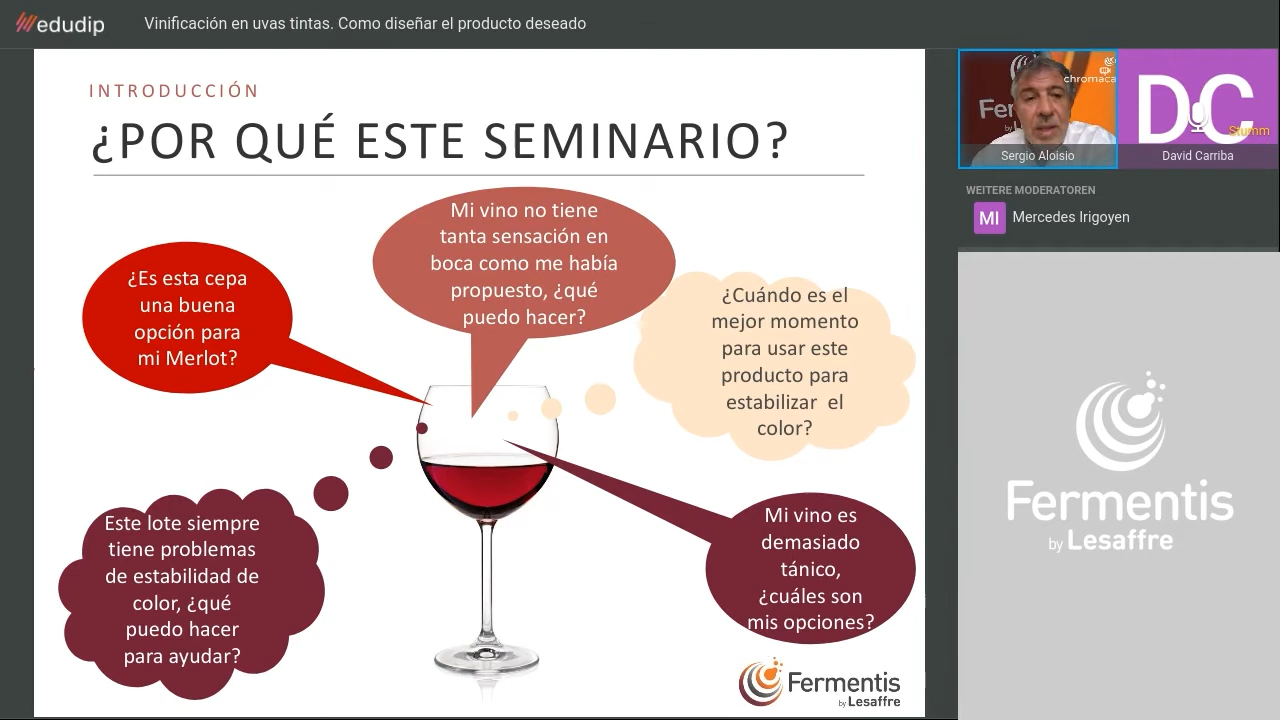 edudip
Vinificación en uvas tintas. Como diseñar el producto deseado
INTRODUCCIÓN
¿POR QUÉ ESTE SEMINARIO?
¿Es esta cepa
una buena
opción para
mi Merlot?
Mi vino no tiene
tanta sensación en
boca como me había
propuesto, ¿qué
puedo hacer?
¿Cuándo es el
mejor momento
para usar este
producto para
estabilizar el
color?
Este lote siempre
tiene problemas
de estabilidad de
color, ¿qué
puedo hacer
para ayudar?
Mi vino es
demasiado
tánico,
¿cuáles son
mis opciones?
Fermentis
by Lesaffre
Sergio Aloisio
DC
Stumm
David Carriba
WEITERE MODERATOREN
MI
Mercedes Irigoyen
Fermentis
by Lesaffre